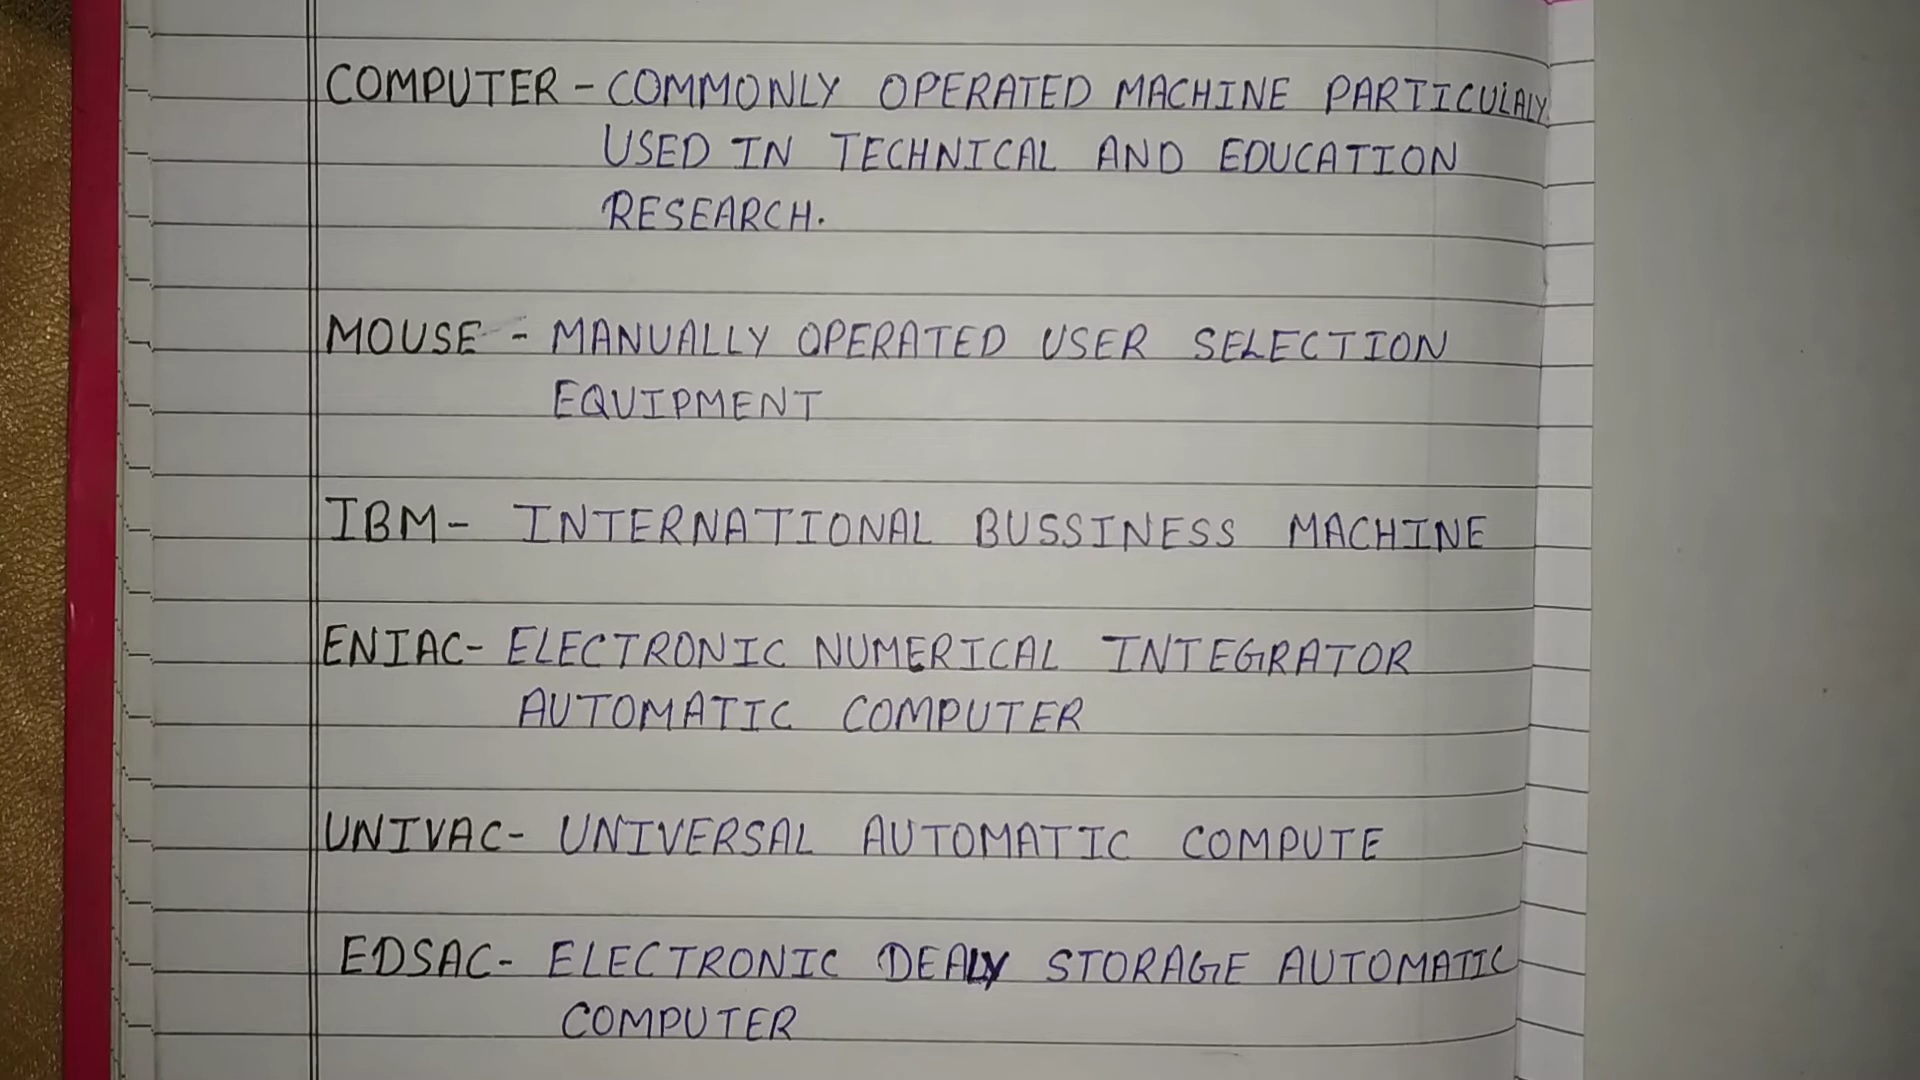 COMPUTER - COMMONLY OPERATED MACHINE PARTICULALY
USED IN TECHNICAL AND EDUCATION
RESEARCH.
MOUSE - MANUALLY OPERATED USER SELECTION
EQUIPMENT
IBM - INTERNATIONAL BUSSINESS MACHINE
ENIAC - ELECTRONIC NUMERICAL INTEGRATOR
AUTOMATIC COMPUTER
UNIVAC - UNIVERSAL AUTOMATIC COMPUTE
EDSAC - ELECTRONIC DEALY STORAGE AUTOMATIC
COMPUTER